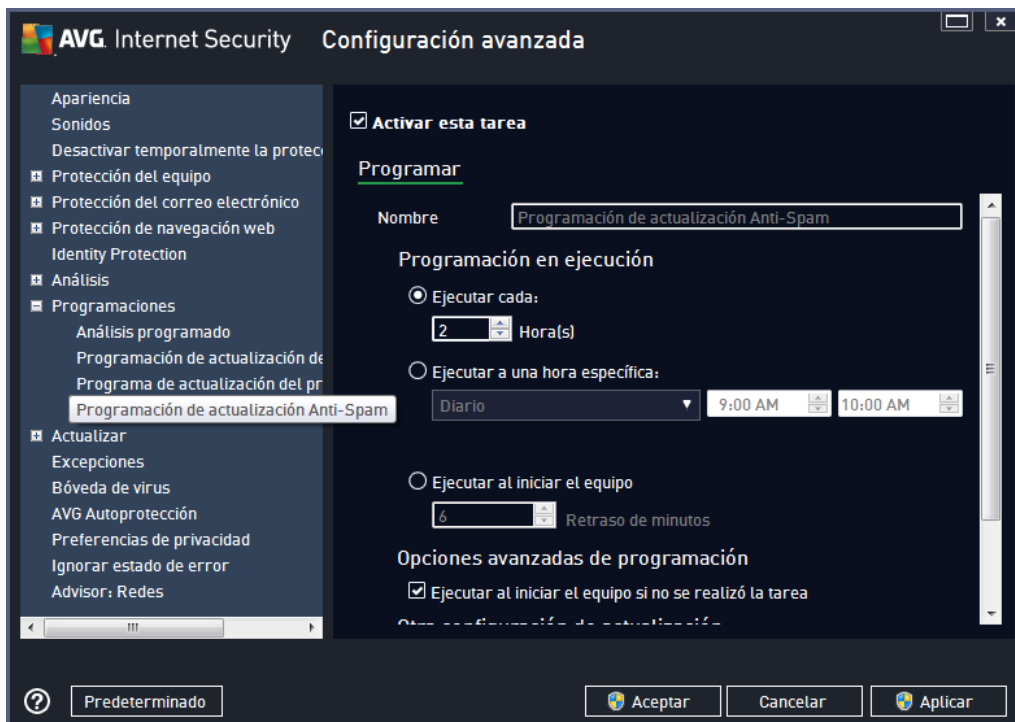 AVG. Internet Security Configuración avanzada
Apariencia
Sonidos
Desactivar temporalmente la protec
Protección del equipo
Protección del correo electrónico
Protección de navegación web
Identity Protection
Análisis
Programaciones
Análisis programado
Programación de actualización de
Programa de actualización del pr
Programación de actualización Anti-Spam
Actualizar
Excepciones
Bóveda de virus
AVG Autoprotección
Preferencias de privacidad
Ignorar estado de error
Advisor: Redes
Activar esta tarea
Programar
Nombre Programación de actualización Anti-Spam
Programación en ejecución
Ejecutar cada:
2 Hora(s)
Ejecutar a una hora específica:
Diario 9:00 AM 10:00 AM
Ejecutar al iniciar el equipo
6 Retraso de minutos
Opciones avanzadas de programación
Ejecutar al iniciar el equipo si no se realizó la tarea
Otra configuración de actualización
? Predeterminado Aceptar Cancelar Aplicar